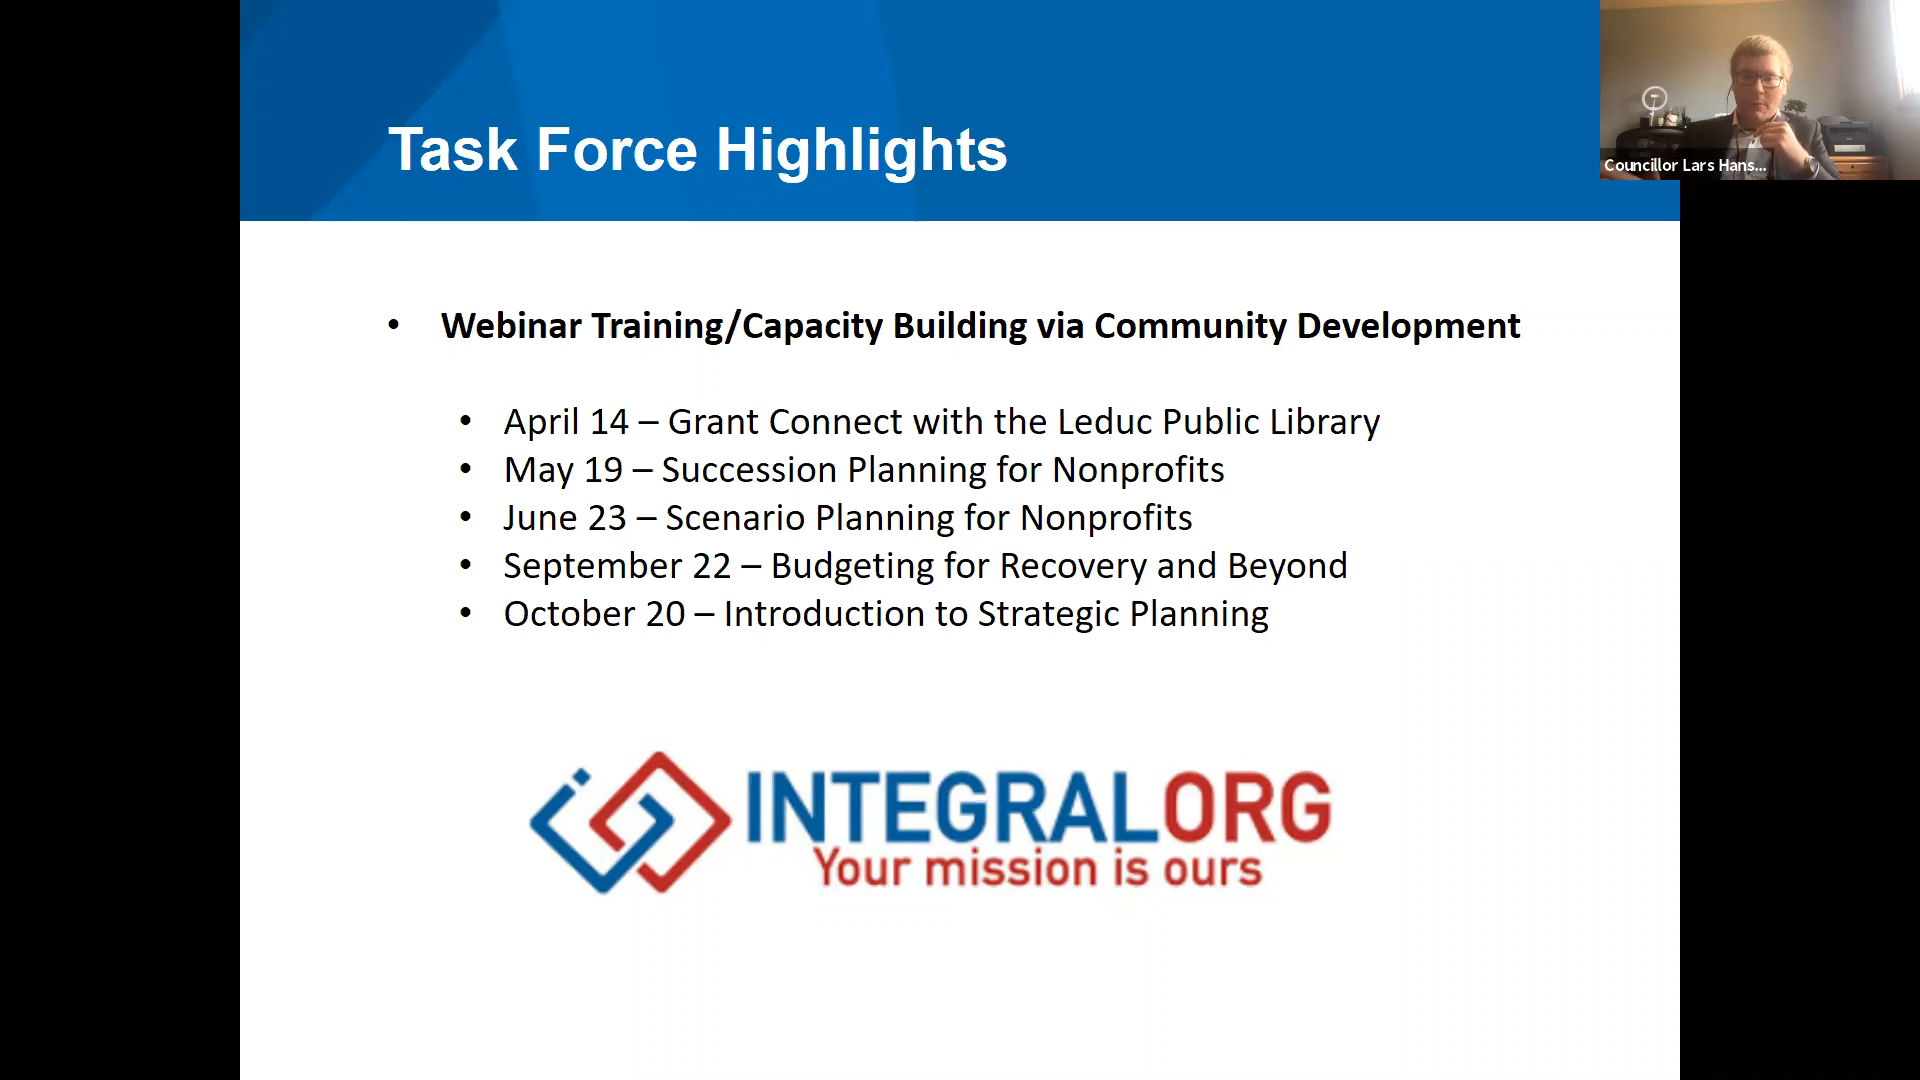 Task Force Highlights
Councillor Lars Hans...
• Webinar Training/Capacity Building via Community Development
• April 14 – Grant Connect with the Leduc Public Library
• May 19 – Succession Planning for Nonprofits
• June 23 – Scenario Planning for Nonprofits
• September 22 – Budgeting for Recovery and Beyond
• October 20 – Introduction to Strategic Planning
INTEGRALORG
Your mission is ours